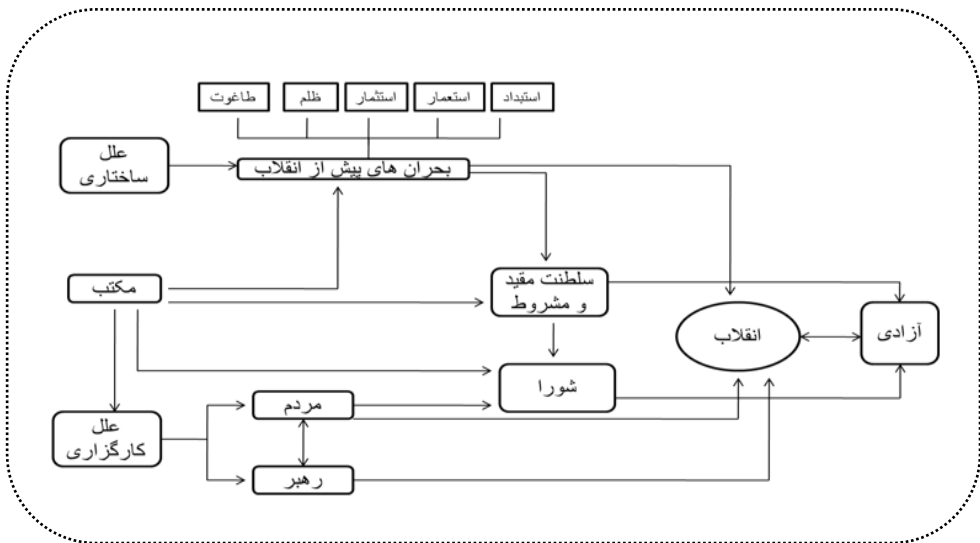 استبداد
استعمار
استثمار
ظلم
طاغوت
بحران های پیش از انقلاب
علل
ساختاری
سلطنت مقید
و مشروط
مکتب
آزادی
انقلاب
شورا
مردم
علل
کارگزاری
رهبر